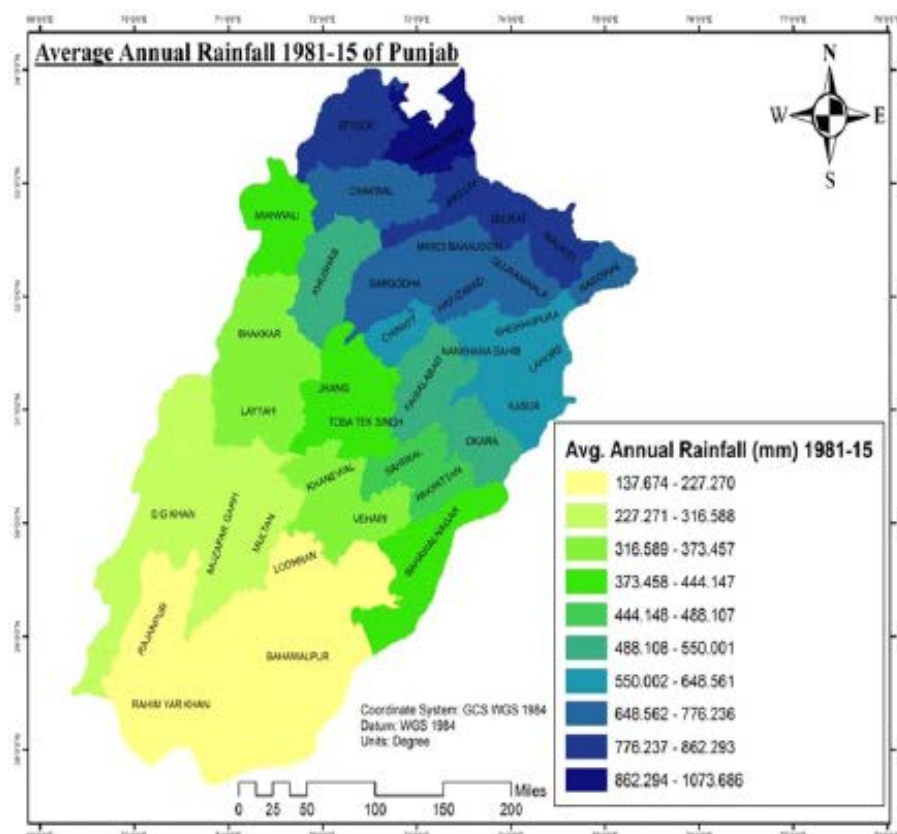 Average Annual Rainfall 1981-15 of Punjab
N
W
E
S
ATTOCK
CHAKWAL
JHELUM
GUJRAT
SIALKOT
MIANWALI
KHUSHAB
MANDI BAHAUDDIN
GUJRANWALA
NAROWAL
SARGODHA
HAFIZABAD
SHEIKHUPURA
BHAKKAR
CHINIOT
NANKHANA SAHIB
LAHORE
JHANG
FAISALABAD
KASUR
LAYYAH
TOBA TEK SINGH
OKARA
KHANEWAL
SAHIWAL
PAKPATTAN
D.G KHAN
MUZAFAR GARH
MULTAN
VEHARI
BAHAWALNAGAR
LODHRAN
RAJANPUR
BAHAWALPUR
RAHIM YAR KHAN
Avg. Annual Rainfall (mm) 1981-15
137.674 - 227.270
227.271 - 316.588
316.589 - 373.457
373.458 - 444.147
444.148 - 488.107
488.108 - 550.001
550.002 - 648.561
648.562 - 776.236
776.237 - 862.293
862.294 - 1073.686
Coordinate System: GCS WGS 1984
Datum: WGS 1984
Units: Degree
Miles
0 25 50 100 150 200